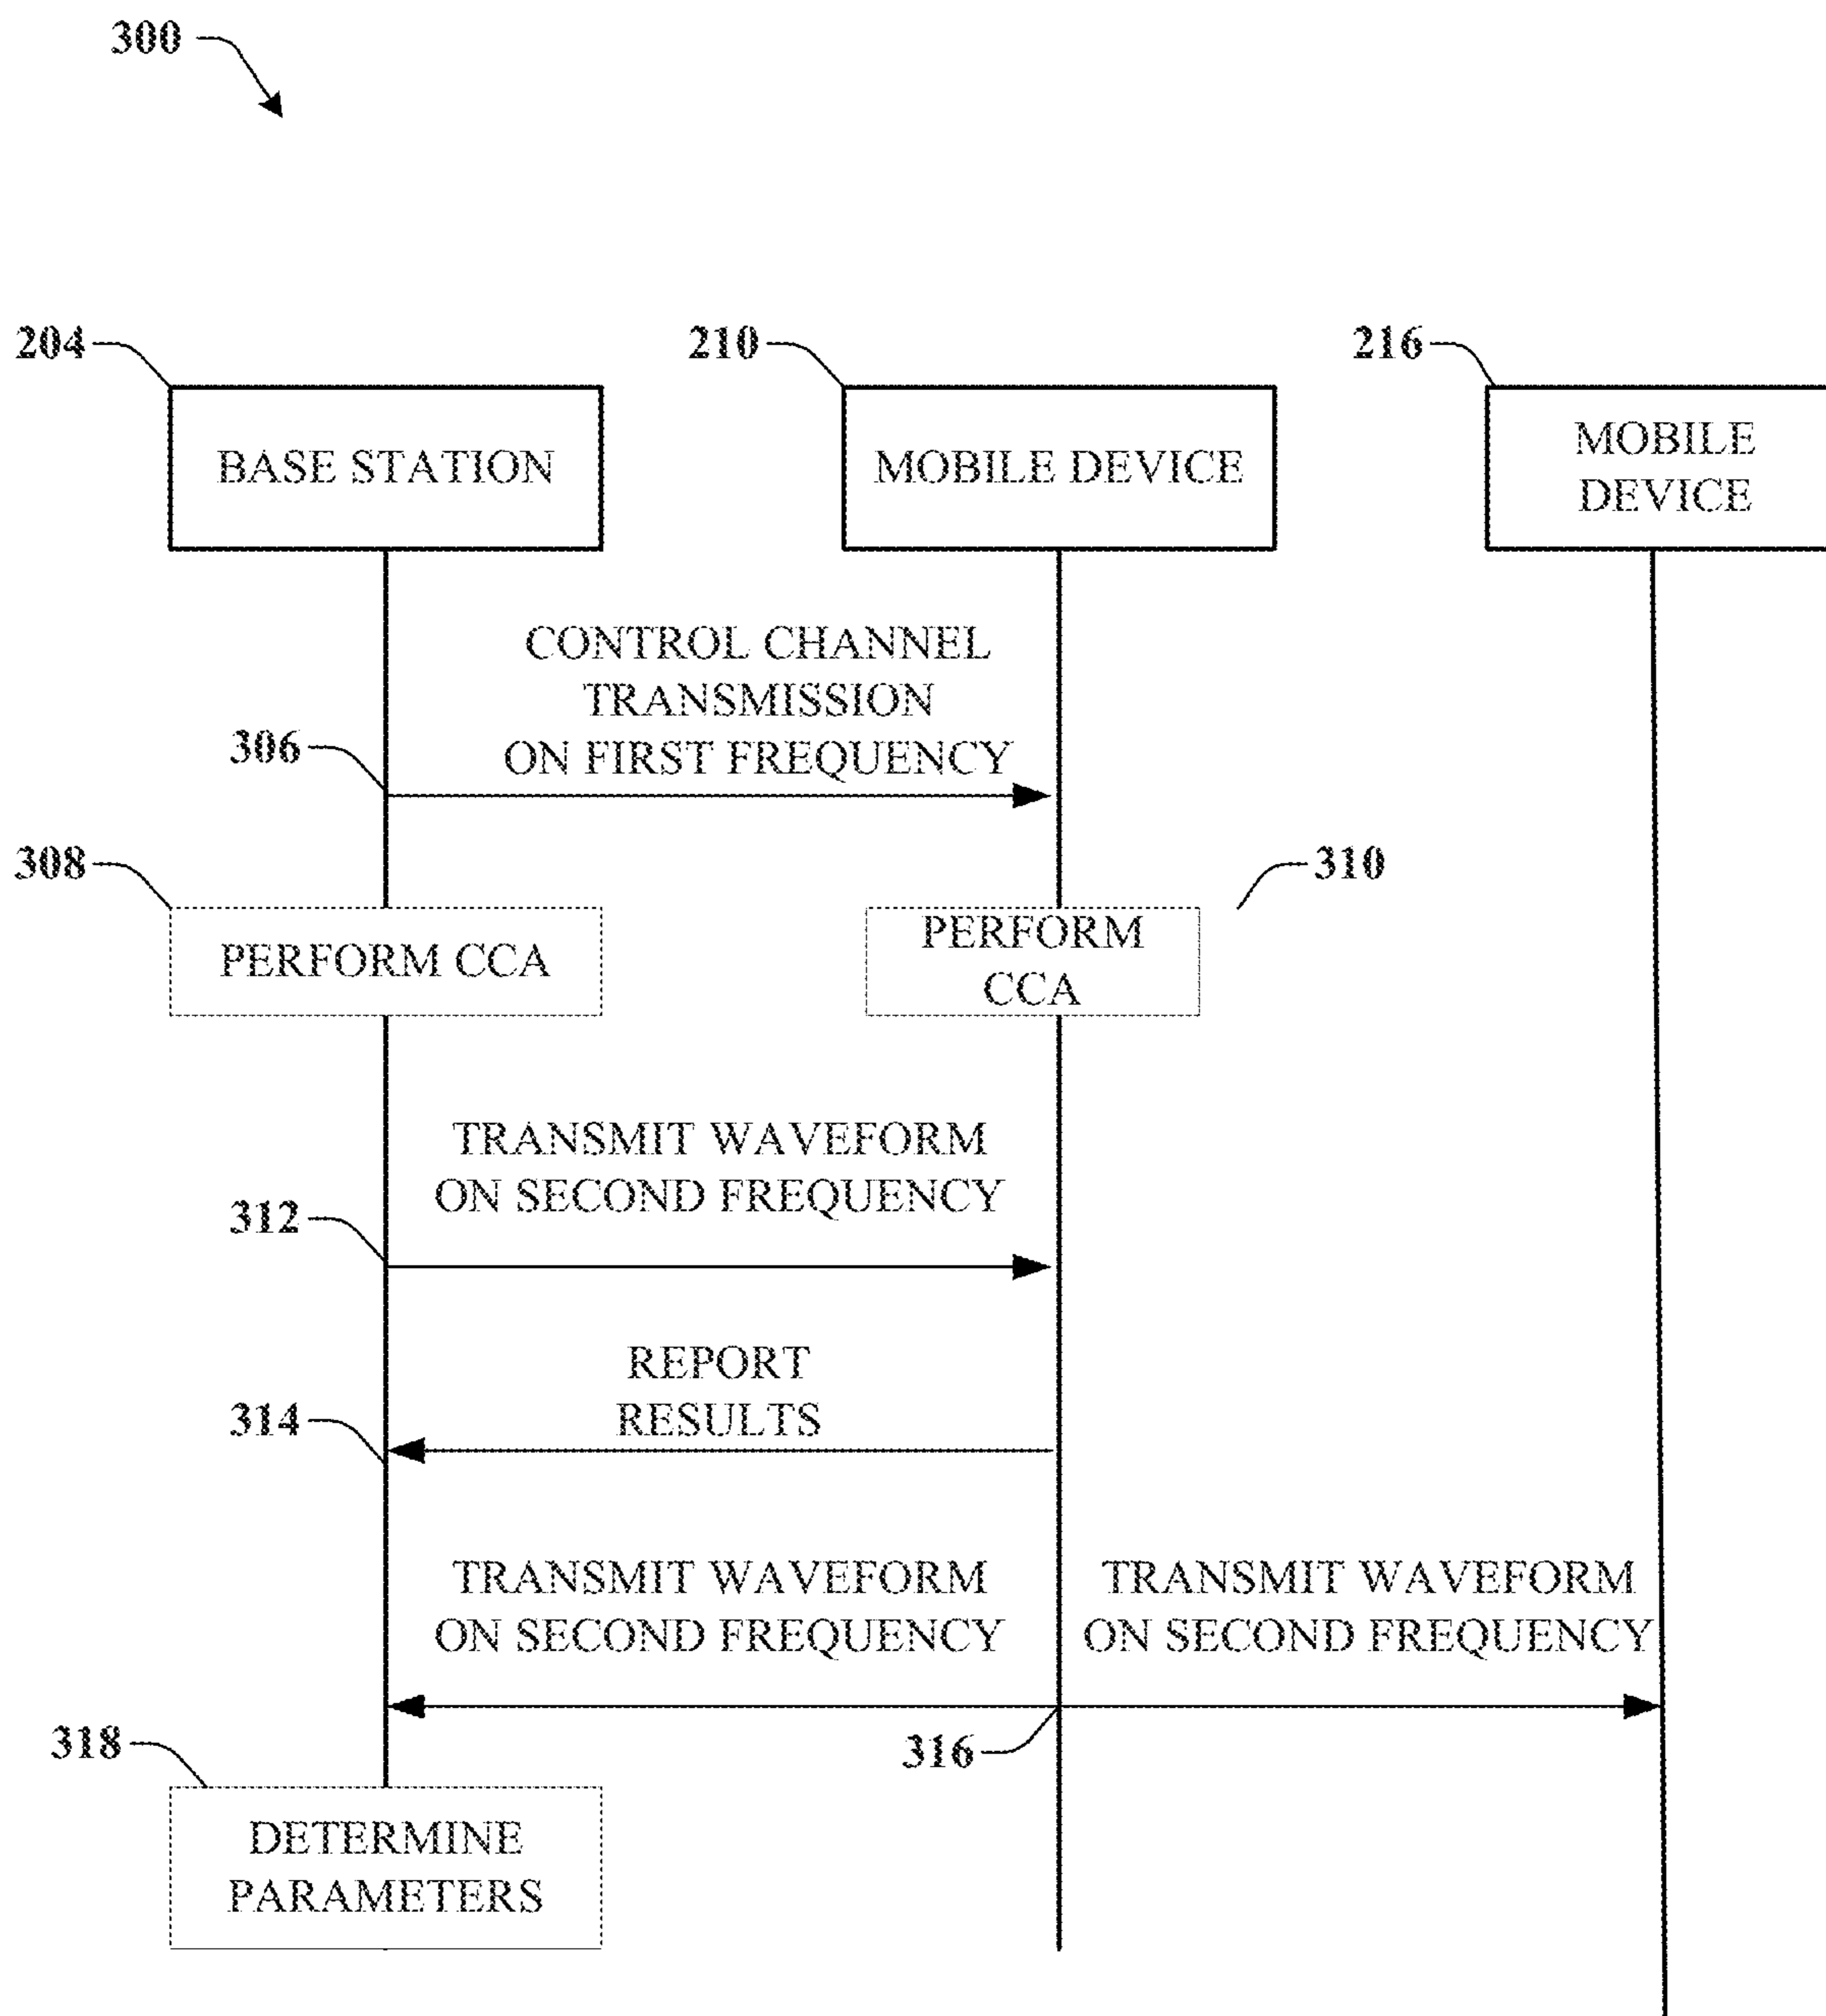 300
204
210
216
BASE STATION
MOBILE DEVICE
MOBILE
DEVICE
CONTROL CHANNEL
TRANSMISSION
ON FIRST FREQUENCY
306
308
310
PERFORM CCA
PERFORM
CCA
TRANSMIT WAVEFORM
ON SECOND FREQUENCY
312
REPORT
RESULTS
314
TRANSMIT WAVEFORM
ON SECOND FREQUENCY
TRANSMIT WAVEFORM
ON SECOND FREQUENCY
316
318
DETERMINE
PARAMETERS